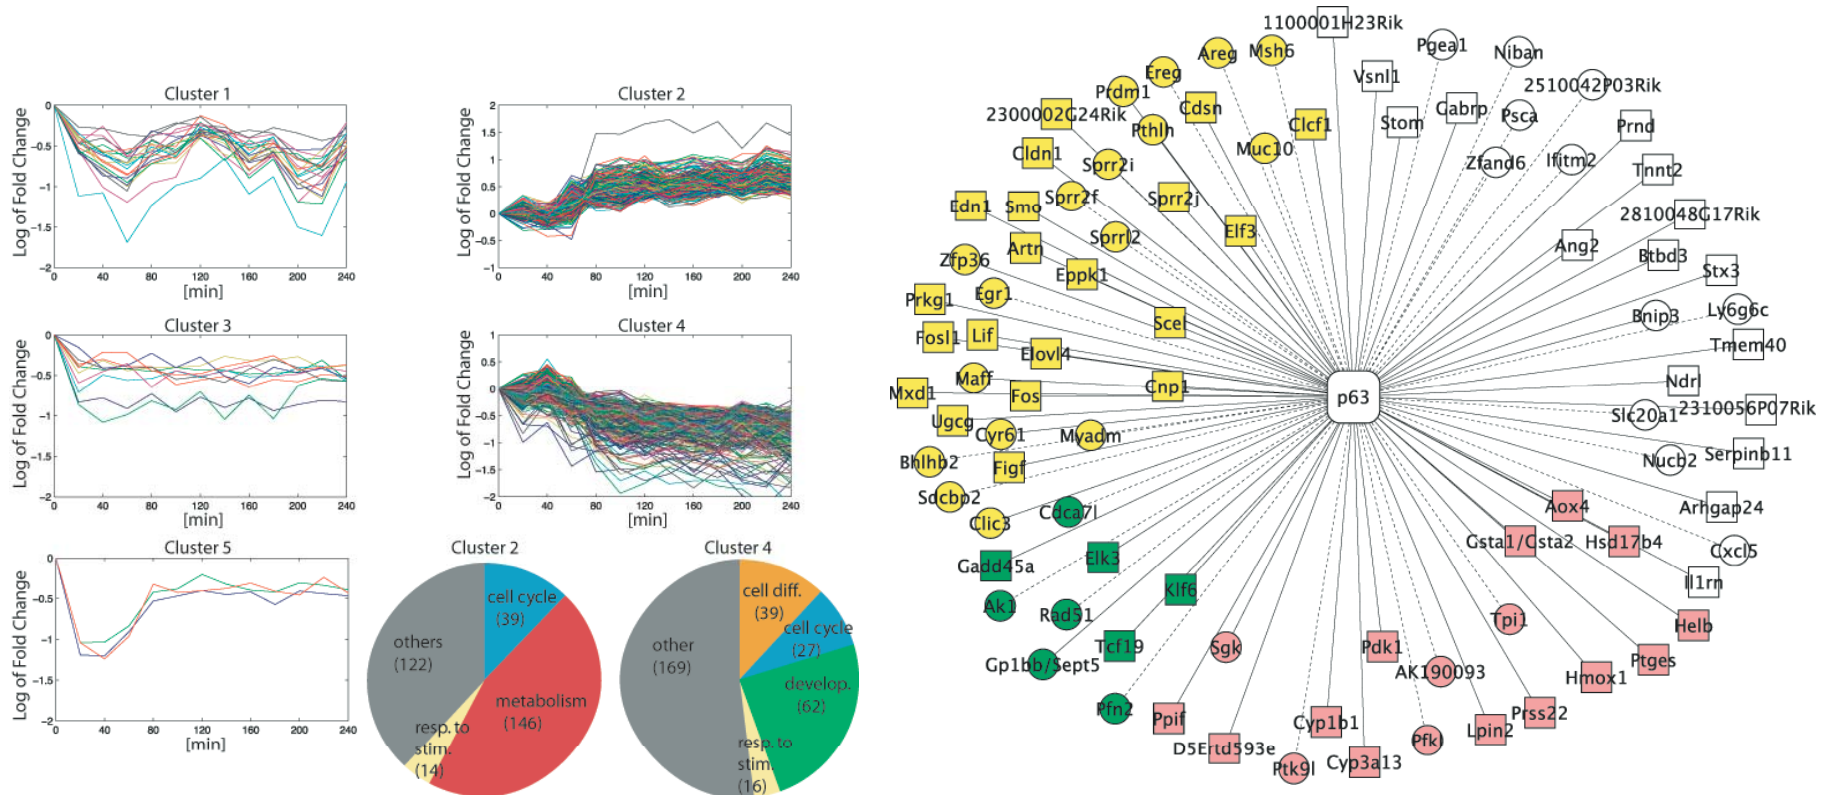 Cluster 1
Log of Fold Change
0
-0.5
-1
-1.5
-2
0 40 80 120 160 200 240
[min]
Cluster 2
Log of Fold Change
2
1.5
1
0.5
0
-0.5
-1
0 40 80 120 160 200 240
[min]
Cluster 3
Log of Fold Change
0
-0.5
-1
-1.5
-2
0 40 80 120 160 200 240
[min]
Cluster 4
Log of Fold Change
1
0.5
0
-0.5
-1
-1.5
-2
0 40 80 120 160 200 240
[min]
Cluster 5
Log of Fold Change
0
-0.5
-1
-1.5
-2
0 40 80 120 160 200 240
[min]
Cluster 2
cell cycle
(39)
others
(122)
metabolism
(146)
resp. to
stim.
(14)
Cluster 4
cell diff.
(39)
cell cycle
(27)
other
(169)
develop.
(62)
resp. to
stim.
(16)
1100001H23Rik
Pgea1
Niban
Areg
Msh6
Ereg
Vsnl1
2510042P03Rik
Prdm1
Cdsn
Gabrp
Psca
2300002G24Rik
Stom
Clcf1
Prnd
Pthlh
Muc10
Cldn1
Sprr2i
Zfand6
Ifitm2
Tnnt2
Edn1
Smo
Sprr2f
Sprr2j
2810048G17Rik
Elf3
Sprrl2
Artn
Ang2
Btbd3
Zfp36
Eppk1
Stx3
Prkg1
Egr1
Ly6g6c
Bnip3
Scel
Fosl1
Lif
Elovl4
Tmem40
Maff
Cnp1
Ndrl
Mxd1
Fos
p63
Slc20a1
2310056P07Rik
Ugcg
Cyr61
Myadm
Bhlhb2
Figf
Nucb2
Serpinb11
Sdcbp2
Clic3
Cdca7l
Aox4
Arhgap24
Gsta1/Gsta2
Hsd17b4
Cxcl5
Gadd45a
Elk3
Klf6
Il1rn
Ak1
Rad51
Tpi1
Helb
Gp1bb/Sept5
Tcf19
Sgk
Pdk1
AK190093
Ptges
Hmox1
Pfn2
Ppif
Cyp1b1
Prss22
Lpin2
D5Ertd593e
Pfkl
Ptk9l
Cyp3a13